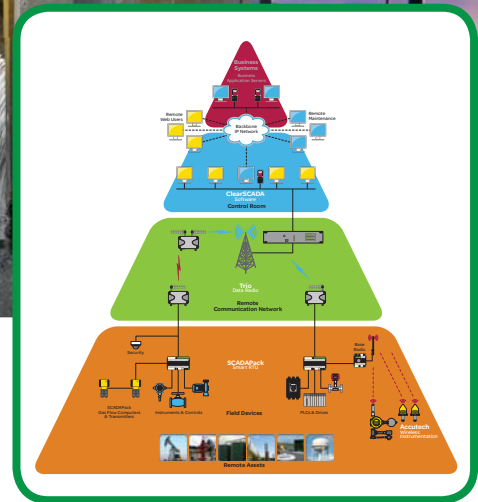 Business
Systems
Business
Application Servers
Remote
Web Users
Remote
Maintenance
Backbone
IP Network
ClearSCADA
Software
Control Room
Trio
Data Radio
Remote
Communication Network
Base
Radio
Security
SCADAPack
Smart RTU
SCADAPack
Gas Flow Computers
& Transmitters
Instruments & Controls
Field Devices
PLCs & Drives
Accutech
Wireless
Instrumentation
Remote Assets